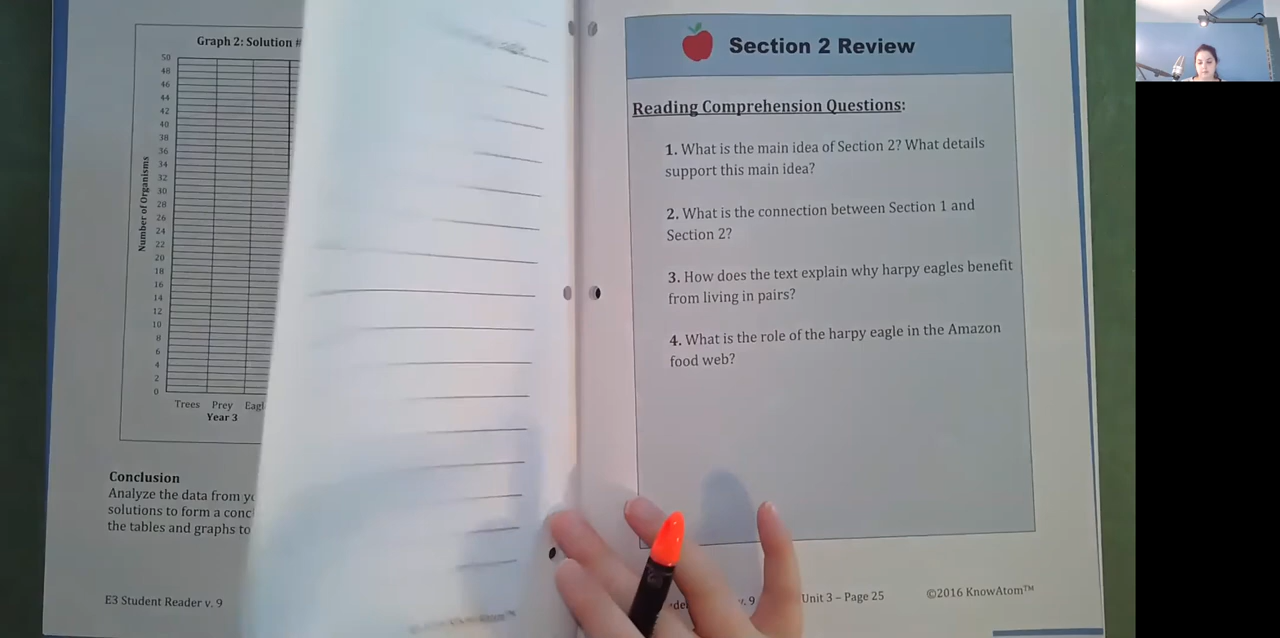 Graph 2: Solution #
50
48
46
44
42
40
38
36
34
32
30
28
26
24
22
20
18
16
14
12
10
8
6
4
2
0
Number of Organisms
Trees Prey Eagl
Year 3
Conclusion
Analyze the data from yo
solutions to form a conc
the tables and graphs to
E3 Student Reader v. 9
Section 2 Review
Reading Comprehension Questions:
1. What is the main idea of Section 2? What details
support this main idea?
2. What is the connection between Section 1 and
Section 2?
3. How does the text explain why harpy eagles benefit
from living in pairs?
4. What is the role of the harpy eagle in the Amazon
food web?
v. 9 Unit 3 – Page 25 ©2016 KnowAtom™